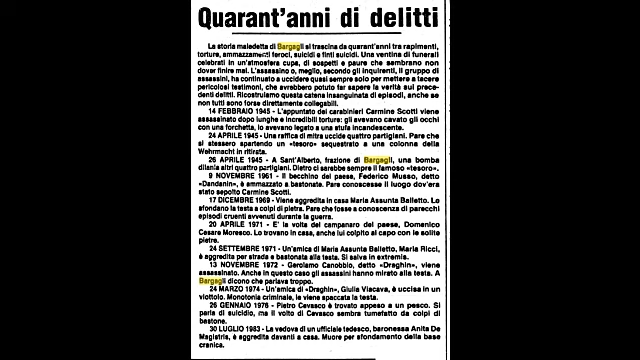 Quarant'anni di delitti
La storia maledetta di Bargagli si trascina da quarant'anni tra rapimenti,
torture, ammazzamenti feroci, suicidi e finti suicidi. Una ventina di funerali
celebrati in un'atmosfera cupa, di sospetti e paure che sembrano non
dover finire mai. L'assassino o, meglio, secondo gli inquirenti, il gruppo di
assassini, ha continuato a uccidere quasi sempre solo per mettere a tacere
pericolosi testimoni, che avrebbero potuto far sapere la verità sui prece-
denti delitti. Ricostruiamo questa catena insanguinata di episodi, anche se
non tutti sono forse direttamente collegabili.
14 FEBBRAIO 1945 - L'appuntato dei carabinieri Carmine Scotti viene
assassinato dopo lunghe e incredibili torture: gli avevano cavato gli occhi
con una forchetta, lo avevano legato a una stufa incandescente.
24 APRILE 1945 - Una raffica di mitra uccide quattro partigiani. Pare che
si stessero spartendo un «tesoro» sequestrato a una colonna della
Wehrmacht in ritirata.
26 APRILE 1945 - A Sant'Alberto, frazione di Bargagli, una bomba
dilania altri quattro partigiani. Dietro ci sarebbe sempre il famoso «tesoro».
9 NOVEMBRE 1961 - Il becchino del paese, Federico Musso, detto
«Dandanin», è ammazzato a bastonate. Pare conoscesse il luogo dov'era
stato sepolto Carmine Scotti.
17 DICEMBRE 1969 - Viene aggredita in casa Maria Assunta Balletto. Le
sfondano la testa a colpi di pietra. Pare che fosse a conoscenza di parecchi
episodi cruenti avvenuti durante la guerra.
20 APRILE 1971 - E' la volta del campanaro del paese, Domenico
Cesare Moresco. Lo trovano in casa, anche lui colpito al capo con le solite
pietre.
24 SETTEMBRE 1971 - Un'amica di Maria Assunta Balletto, Maria Ricci,
è aggredita per strada e bastonata alla testa. Si salva in extremis.
13 NOVEMBRE 1972 - Gerolamo Canobbio, detto «Draghin», viene
assassinato. Anche in questo caso gli assassini hanno mirato alla testa. A
Bargagli dicono che parlava troppo.
24 MARZO 1974 - Un'amica di «Draghin», Giulia Viacava, è uccisa in un
viottolo. Monotonia criminale, le viene spaccata la testa.
26 GENNAIO 1978 - Pietro Cevasco è trovato appeso a un pesco. Si
parla di suicidio, ma il volto di Cevasco sembra tumefatto da colpi di
bastone.
30 LUGLIO 1983 - La vedova di un ufficiale tedesco, baronessa Anita De
Magistris, è aggredita davanti a casa. Muore per sfondamento della base
cranica.